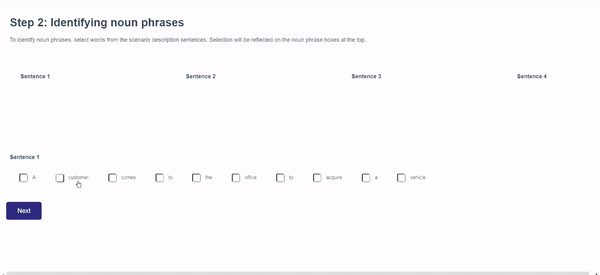 Step 2: Identifying noun phrases
To identify noun phrases, select words from the scenario description sentences. Selection will be reflected on the noun phrase boxes at the top.
Sentence 1 Sentence 2 Sentence 3 Sentence 4
Sentence 1
A customer comes to the office to acquire a vehicle
Next